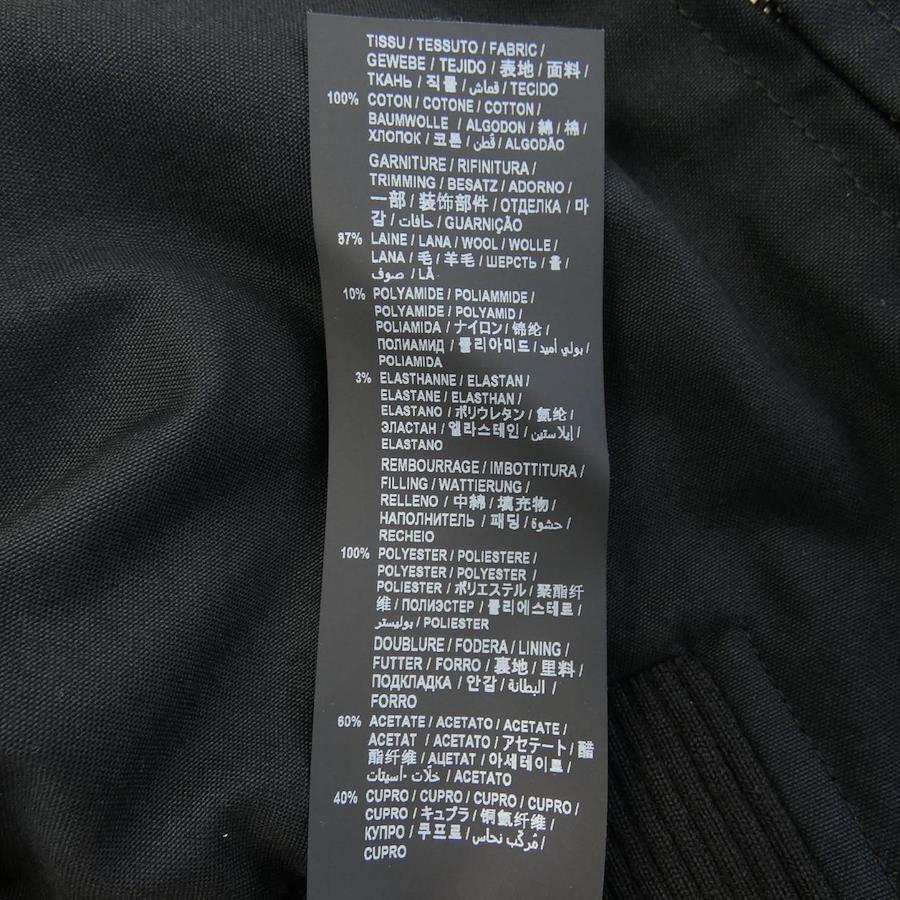 TISSU / TESSUTO / FABRIC /
GEWEBE / TEJIDO / 表地 / 面料 /
ТКАНЬ / 직물 / قماش / TECIDO
100% COTON / COTONE / COTTON /
BAUMWOLLE / ALGODON / 綿 / 棉 /
ХЛОПОК / 코튼 / قُطن / ALGODÃO
GARNITURE / RIFINITURA /
TRIMMING / BESATZ / ADORNO /
一部 / 装饰部件 / ОТДЕЛКА / 마
감 / حافات / GUARNIÇÃO
87% LAINE / LANA / WOOL / WOLLE /
LANA / 毛 / 羊毛 / ШЕРСТЬ / 울 /
صوف / LÃ
10% POLYAMIDE / POLIAMMIDE /
POLYAMIDE / POLYAMID /
POLIAMIDA / ナイロン / 锦纶 /
ПОЛИАМИД / 폴리아미드 / بولي أميد /
POLIAMIDA
3% ELASTHANNE / ELASTAN /
ELASTANE / ELASTHAN /
ELASTANO / ポリウレタン / 氨纶 /
ЭЛАСТАН / 엘라스테인 / إيلاستين /
ELASTANO
REMBOURRAGE / IMBOTTITURA /
FILLING / WATTIERUNG /
RELLENO / 中綿 / 填充物 /
НАПОЛНИТЕЛЬ / 패딩 / حشوة /
RECHEIO
100% POLYESTER / POLIESTERE /
POLYESTER / POLYESTER /
POLIESTER / ポリエステル / 聚酯纤
维 / ПОЛИЭСТЕР / 폴리에스테르 /
بوليستر / POLIESTER
DOUBLURE / FODERA / LINING /
FUTTER / FORRO / 裏地 / 里料 /
ПОДКЛАДКА / 안감 / البطانة /
FORRO
60% ACETATE / ACETATO / ACETATE /
ACETAT / ACETATO / アセテート / 醋
酯纤维 / АЦЕТАТ / 아세테이트 /
خلّات - أسيتات / ACETATO
40% CUPRO / CUPRO / CUPRO / CUPRO /
CUPRO / キュプラ / 铜氨纤维 /
КУПРО / 쿠프로 / مُركّب نحاس /
CUPRO